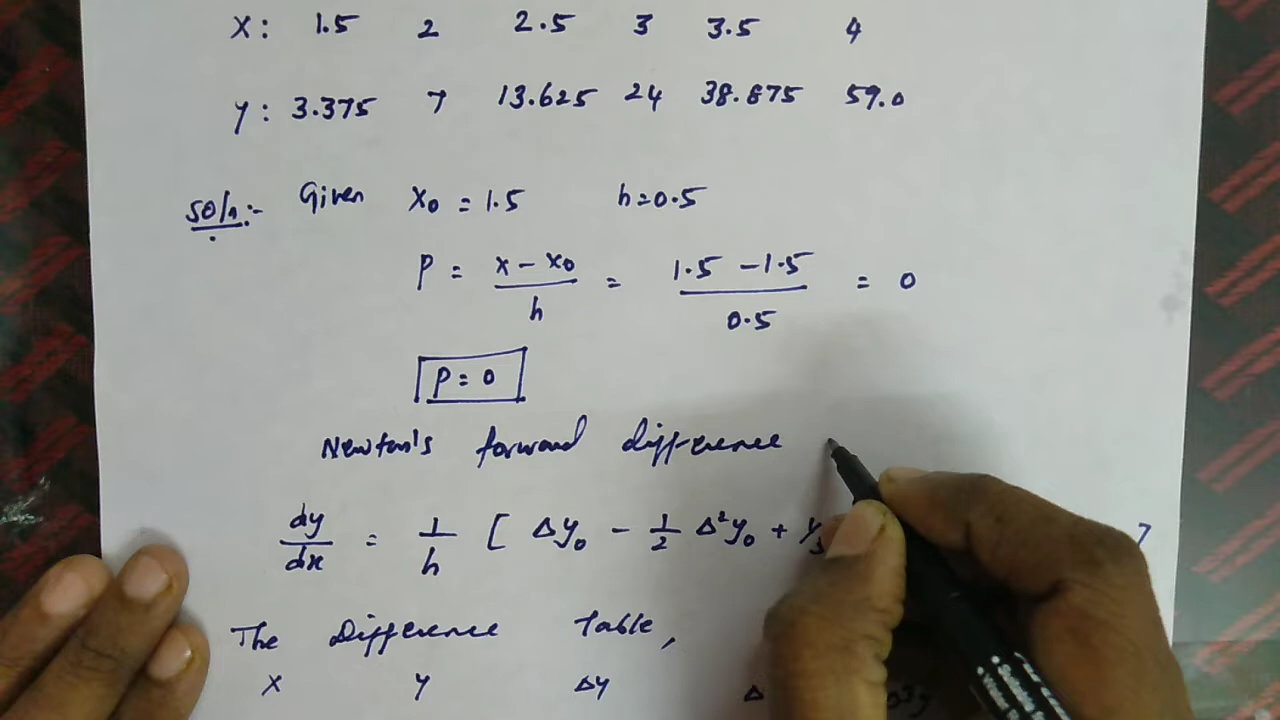 x: 1.5 2 2.5 3 3.5 4
y: 3.375 7 13.625 24 38.875 59.0
Soln:- Given x₀ = 1.5 h=0.5
P = (x - x₀)/h = (1.5 - 1.5)/0.5 = 0
P = 0
Newton's forward difference
dy/dx = 1/h [ Δy₀ - 1/2 Δ²y₀ + 1/3 ]
The Difference Table,
x y Δy Δ